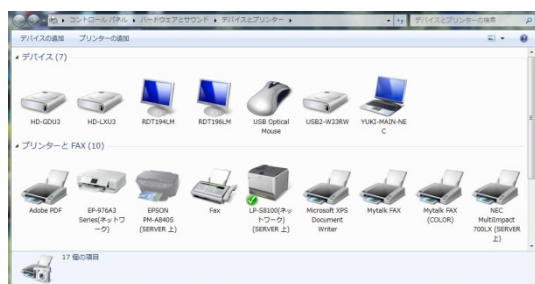 コントロール パネル ▸ ハードウェアとサウンド ▸ デバイスとプリンター ▸
デバイスとプリンターの検索
デバイスの追加 プリンターの追加
デバイス (7)
HD-GDU3
HD-LXU3
RDT194LM
RDT196LM
USB Optical
Mouse
USB2-W33RW
YUKI-MAIN-NE
C
プリンターと FAX (10)
Adobe PDF
EP-976A3
Series(ネットワ
ーク)
EPSON
PM-A840S
(SERVER 上)
Fax
LP-S8100(ネッ
トワーク)
(SERVER 上)
Microsoft XPS
Document
Writer
Mytalk FAX
Mytalk FAX
(COLOR)
NEC
MultiImpact
700LX (SERVER
上)
17 個の項目